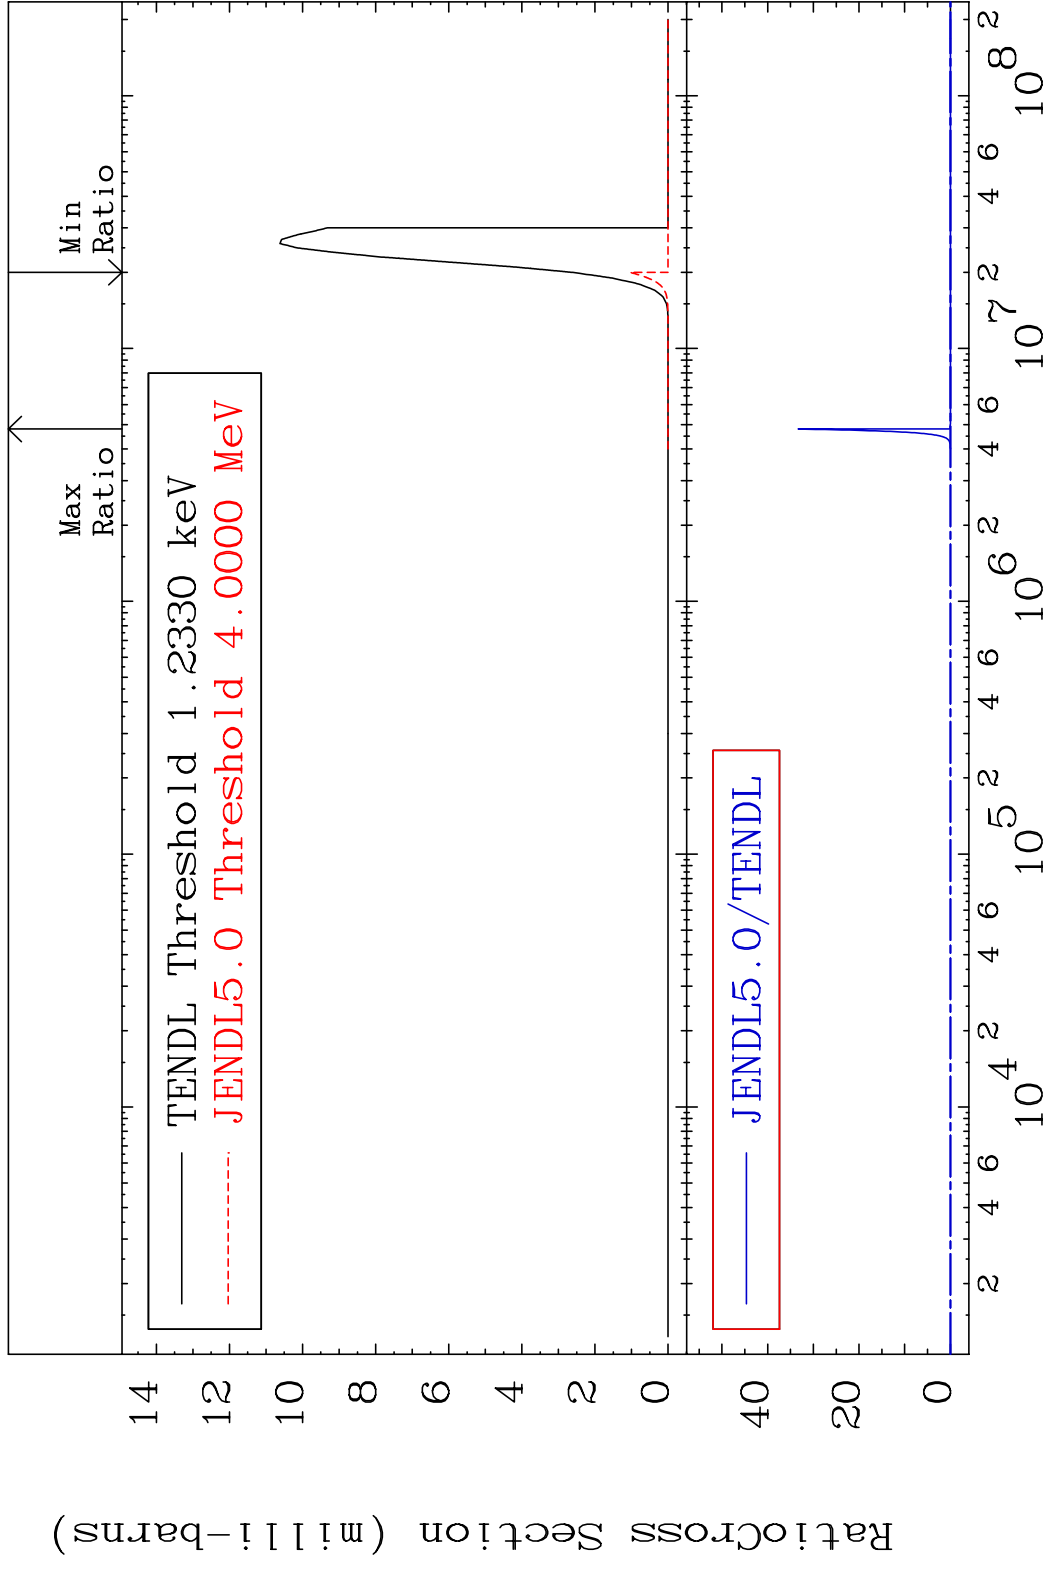 Max
Ratio
Min
Ratio
TENDL Threshold 1.2330 keV
JENDL5.0 Threshold 4.0000 MeV
14
12
10
8
6
4
2
0
JENDL5.0/TENDL
40
20
0
2 4 6 2 4 6 2 4 6 2 4 6 2 4 6 2
10 4 10 5 10 6 10 7 10 8
RatioCross Section (milli-barns)